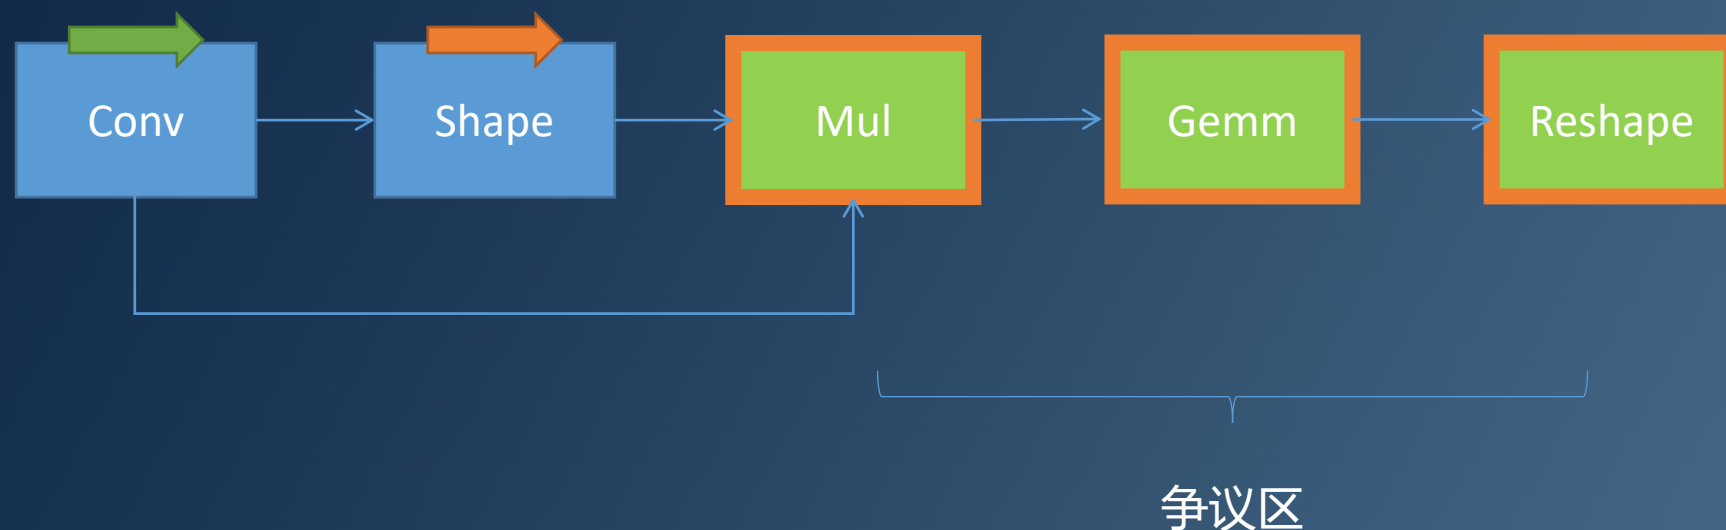 Conv
Shape
Mul
Gemm
Reshape
争议区